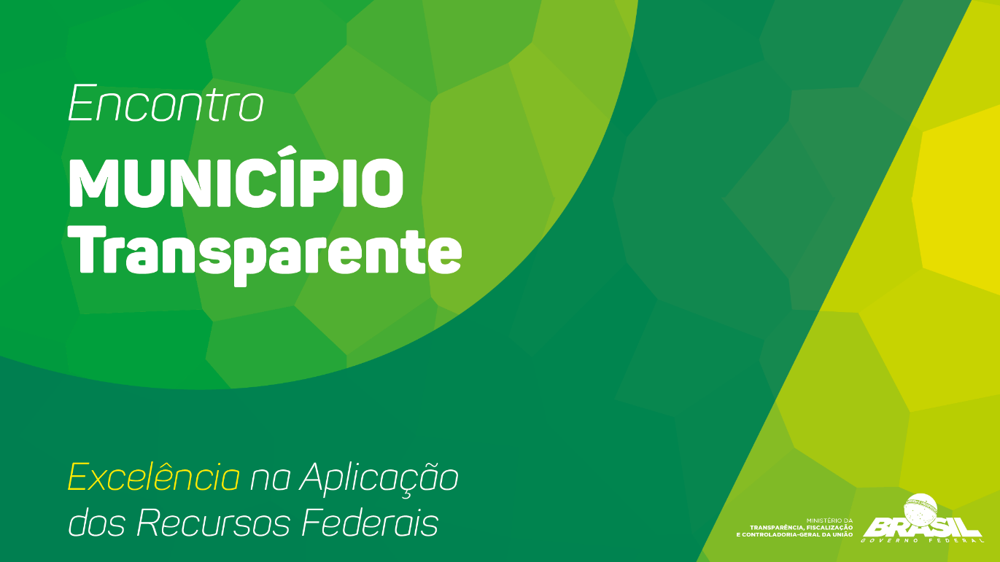 Encontro
MUNICÍPIO
Transparente
Excelência na Aplicação
dos Recursos Federais
MINISTÉRIO DA
TRANSPARÊNCIA, FISCALIZAÇÃO
E CONTROLADORIA-GERAL DA UNIÃO
BRASIL
GOVERNO FEDERAL